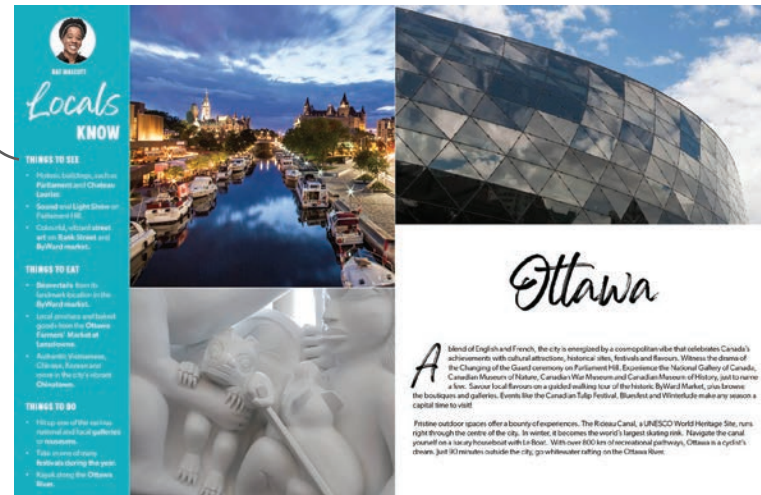 Locals
KNOW
THINGS TO SEE
• Historic buildings, such as
Parliament and Chateau
Laurier.
• Sound and Light Show on
Parliament Hill.
• Colourful, vibrant street
art on Bank Street and
ByWard market.
THINGS TO EAT
• Beavertails from its
landmark location in the
ByWard market.
• Local produce and baked
goods from the Ottawa
Farmers' Market at
Lansdowne.
• Authentic Vietnamese,
Chinese, Korean and
more in the city's vibrant
Chinatown.
THINGS TO DO
• Hit up one of the various
national and local galleries
or museums.
• Take in one of many
festivals during the year.
• Kayak along the Ottawa
River.
Ottawa
A blend of English and French, the city is energized by a cosmopolitan vibe that celebrates Canada's
achievements with cultural attractions, historical sites, festivals and flavours. Witness the drama of
the Changing of the Guard ceremony on Parliament Hill. Experience the National Gallery of Canada,
Canadian Museum of Nature, Canadian War Museum and Canadian Museum of History, just to name
a few. Savour local flavours on a guided walking tour of the historic ByWard Market, plus browse
the boutiques and galleries. Events like the Canadian Tulip Festival, Bluesfest and Winterlude make any season a
capital time to visit!
Pristine outdoor spaces offer a bounty of experiences. The Rideau Canal, a UNESCO World Heritage Site, runs
right through the centre of the city. In winter, it becomes the world's largest skating rink. Navigate the canal
yourself on a luxury houseboat with Le Boat. With over 800 km of recreational pathways, Ottawa is a cyclist's
dream. Just 90 minutes outside the city, go whitewater rafting on the Ottawa River.